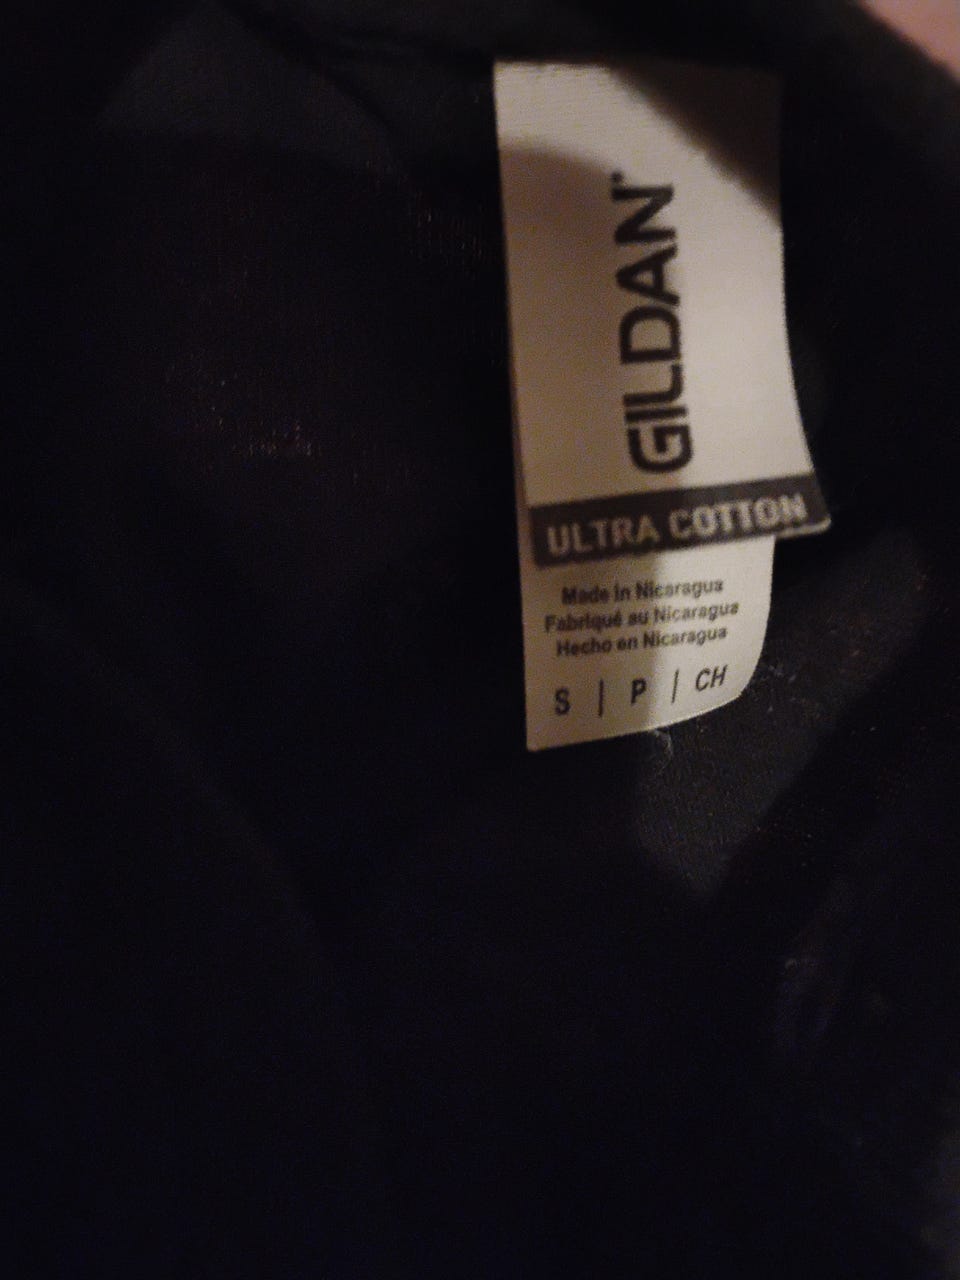 GILDAN
ULTRA COTTON
Made in Nicaragua
Fabriqué au Nicaragua
Hecho en Nicaragua
S | P | CH